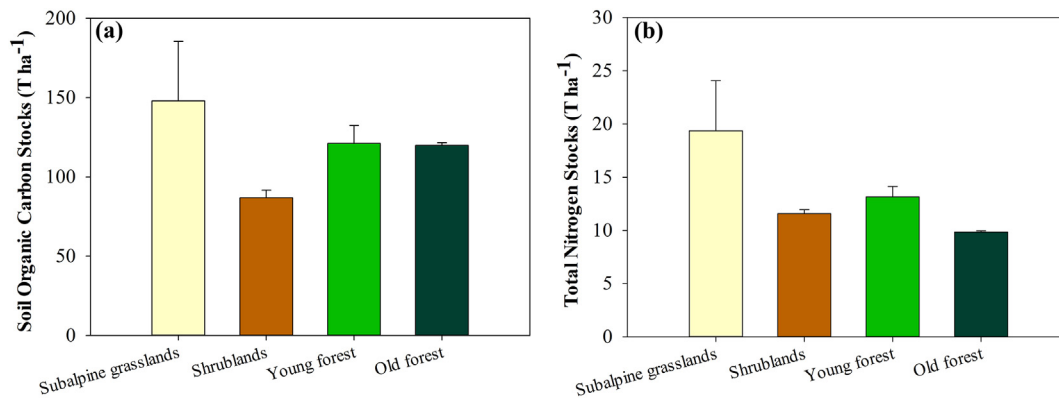 (a)
Soil Organic Carbon Stocks (T ha⁻¹)
200
150
100
50
0
Subalpine grasslands
Shrublands
Young forest
Old forest
(b)
Total Nitrogen Stocks (T ha⁻¹)
30
25
20
15
10
5
0
Subalpine grasslands
Shrublands
Young forest
Old forest